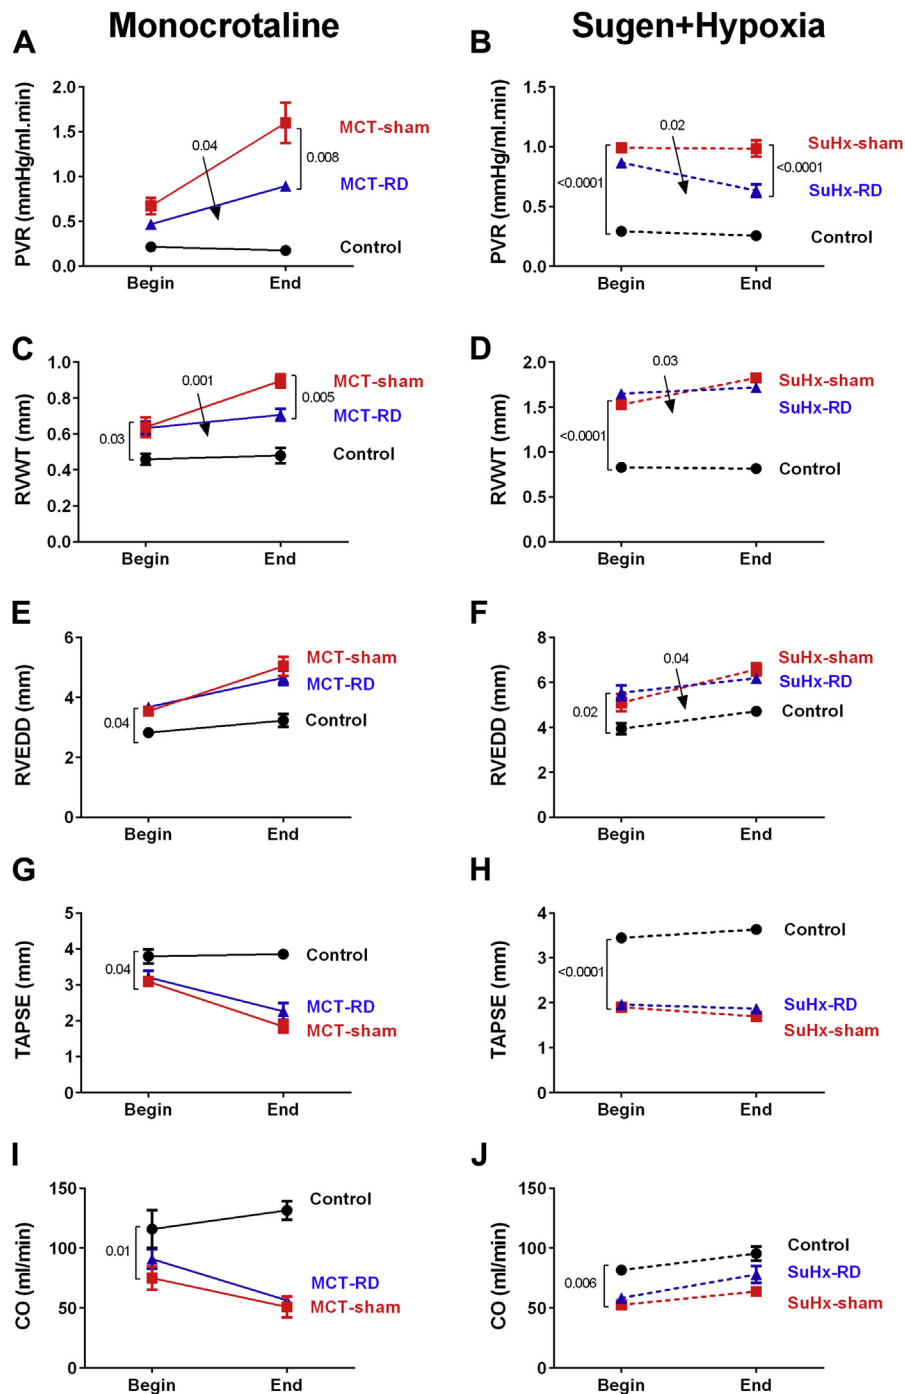 Monocrotaline
Sugen+Hypoxia
A
PVR (mmHg/ml.min)
2.0
1.5
1.0
0.5
0.0
0.04
0.008
MCT-sham
MCT-RD
Control
Begin
End
B
PVR (mmHg/ml.min)
1.5
1.0
0.5
0.0
<0.0001
0.02
<0.0001
SuHx-sham
SuHx-RD
Control
Begin
End
C
RVWT (mm)
1.0
0.8
0.6
0.4
0.2
0.0
0.03
0.001
0.005
MCT-sham
MCT-RD
Control
Begin
End
D
RVWT (mm)
2.0
1.5
1.0
0.5
0.0
<0.0001
0.03
SuHx-sham
SuHx-RD
Control
Begin
End
E
RVEDD (mm)
6
4
2
0
0.04
MCT-sham
MCT-RD
Control
Begin
End
F
RVEDD (mm)
8
6
4
2
0
0.02
0.04
SuHx-sham
SuHx-RD
Control
Begin
End
G
TAPSE (mm)
5
4
3
2
1
0
0.04
Control
MCT-RD
MCT-sham
Begin
End
H
TAPSE (mm)
4
3
2
1
0
<0.0001
Control
SuHx-RD
SuHx-sham
Begin
End
I
CO (ml/min)
150
100
50
0
0.01
Control
MCT-RD
MCT-sham
Begin
End
J
CO (ml/min)
150
100
50
0
0.006
Control
SuHx-RD
SuHx-sham
Begin
End